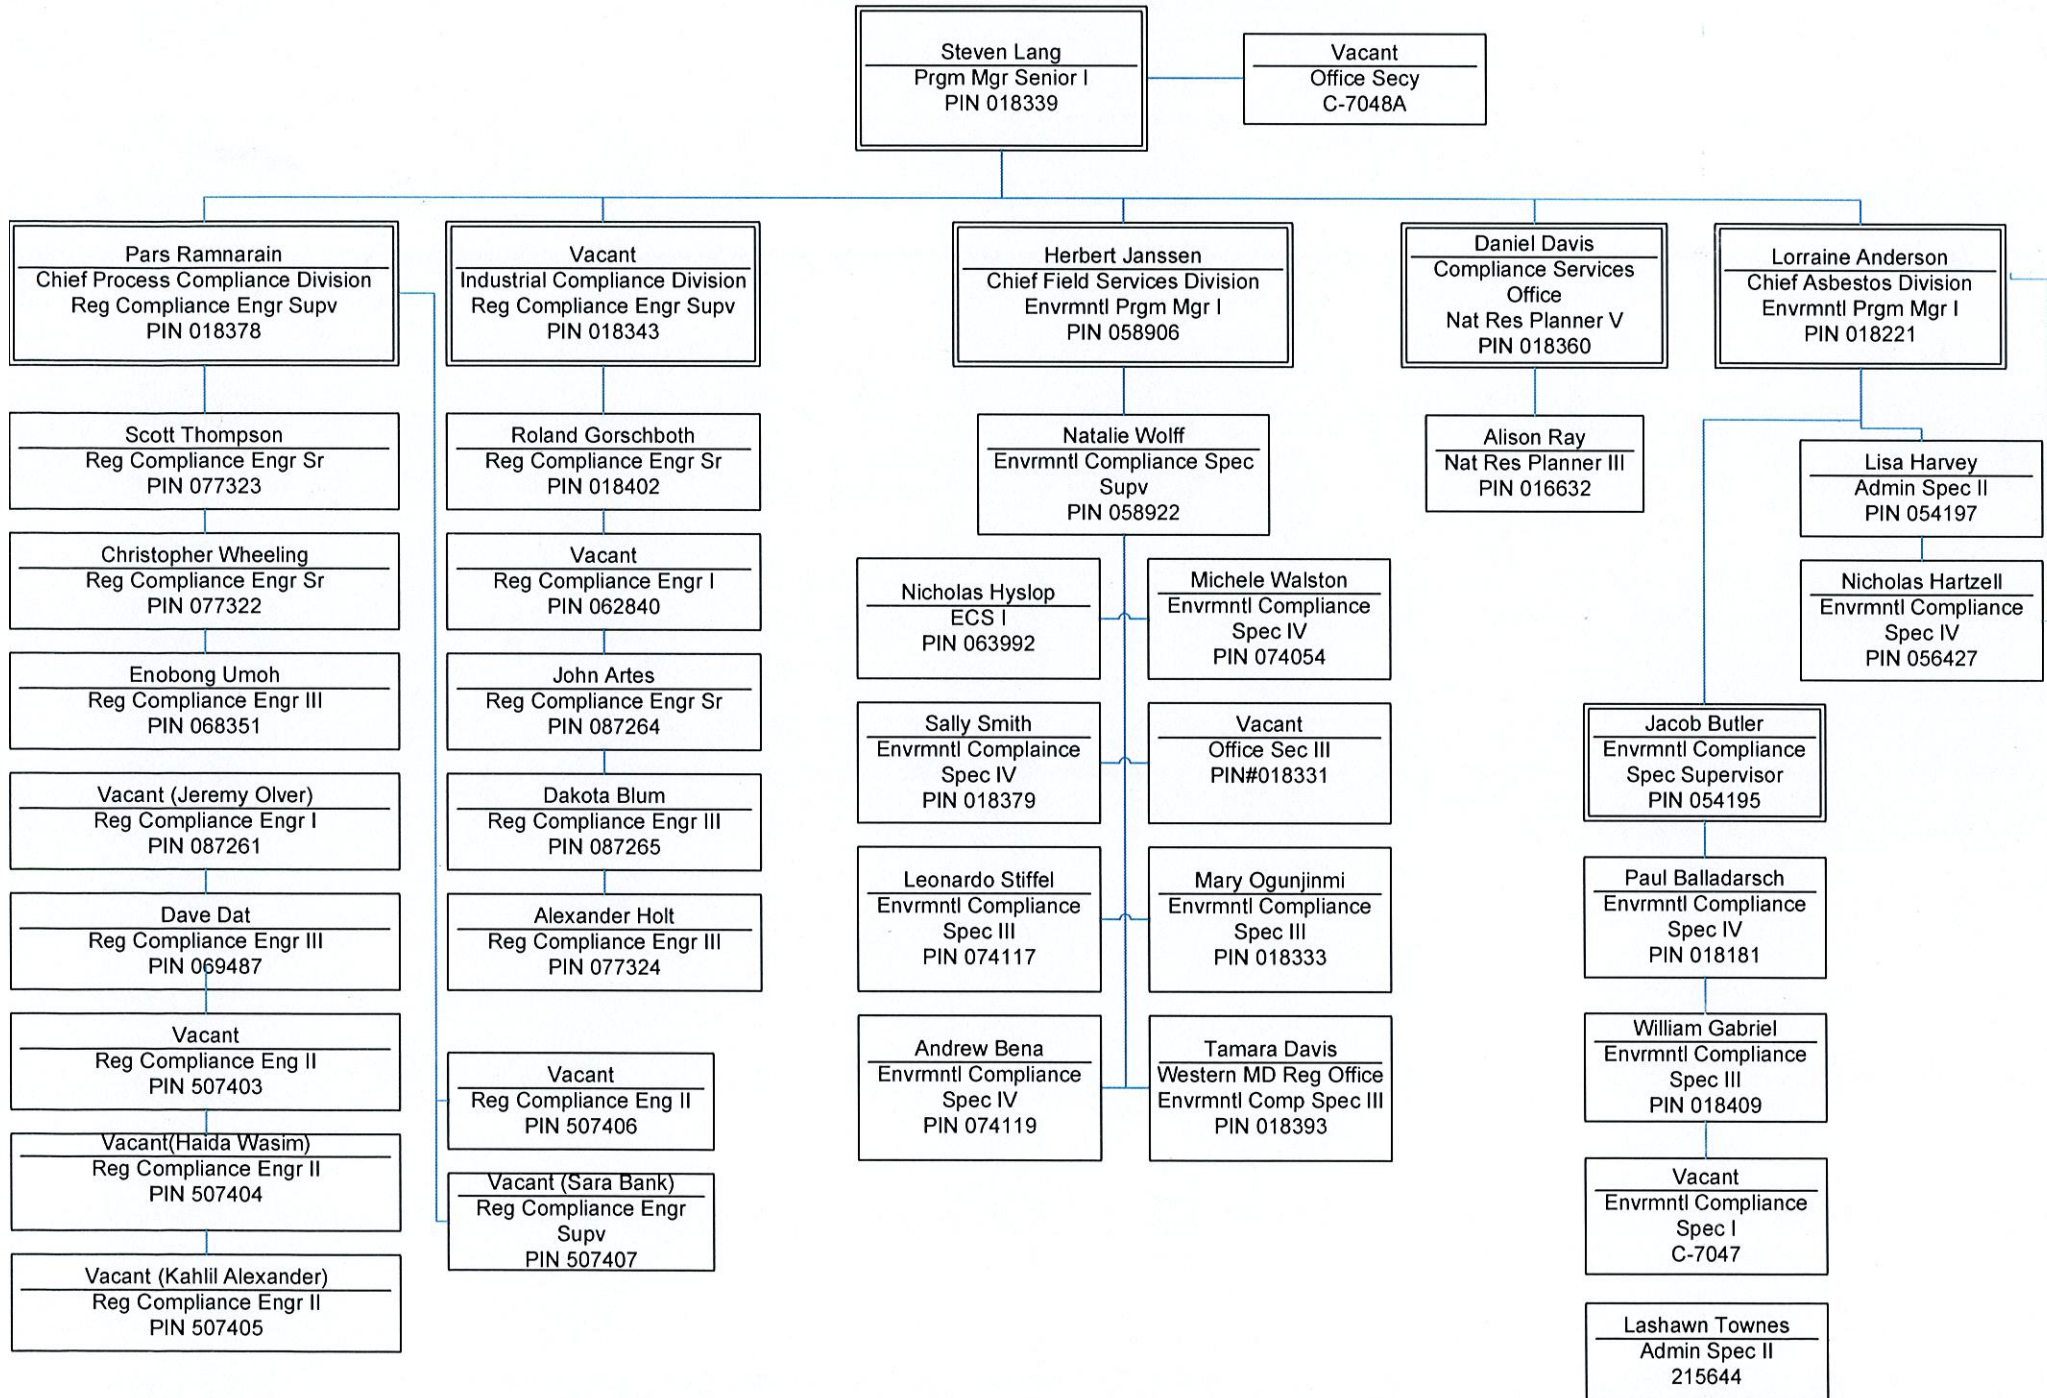 Steven Lang
Prgm Mgr Senior I
PIN 018339
Vacant
Office Secy
C-7048A
Pars Ramnarain
Chief Process Compliance Division
Reg Compliance Engr Supv
PIN 018378
Vacant
Industrial Compliance Division
Reg Compliance Engr Supv
PIN 018343
Herbert Janssen
Chief Field Services Division
Envrmntl Prgm Mgr I
PIN 058906
Daniel Davis
Compliance Services
Office
Nat Res Planner V
PIN 018360
Lorraine Anderson
Chief Asbestos Division
Envrmntl Prgm Mgr I
PIN 018221
Scott Thompson
Reg Compliance Engr Sr
PIN 077323
Christopher Wheeling
Reg Compliance Engr Sr
PIN 077322
Enobong Umoh
Reg Compliance Engr III
PIN 068351
Vacant (Jeremy Olver)
Reg Compliance Engr I
PIN 087261
Dave Dat
Reg Compliance Engr III
PIN 069487
Vacant
Reg Compliance Eng II
PIN 507403
Vacant(Haida Wasim)
Reg Compliance Engr II
PIN 507404
Vacant (Kahlil Alexander)
Reg Compliance Engr II
PIN 507405
Roland Gorschboth
Reg Compliance Engr Sr
PIN 018402
Vacant
Reg Compliance Engr I
PIN 062840
John Artes
Reg Compliance Engr Sr
PIN 087264
Dakota Blum
Reg Compliance Engr III
PIN 087265
Alexander Holt
Reg Compliance Engr III
PIN 077324
Vacant
Reg Compliance Eng II
PIN 507406
Vacant (Sara Bank)
Reg Compliance Engr
Supv
PIN 507407
Natalie Wolff
Envrmntl Compliance Spec
Supv
PIN 058922
Nicholas Hyslop
ECS I
PIN 063992
Michele Walston
Envrmntl Compliance
Spec IV
PIN 074054
Sally Smith
Envrmntl Complaince
Spec IV
PIN 018379
Vacant
Office Sec III
PIN#018331
Leonardo Stiffel
Envrmntl Compliance
Spec III
PIN 074117
Mary Ogunjinmi
Envrmntl Compliance
Spec III
PIN 018333
Andrew Bena
Envrmntl Compliance
Spec IV
PIN 074119
Tamara Davis
Western MD Reg Office
Envrmntl Comp Spec III
PIN 018393
Alison Ray
Nat Res Planner III
PIN 016632
Lisa Harvey
Admin Spec II
PIN 054197
Nicholas Hartzell
Envrmntl Compliance
Spec IV
PIN 056427
Jacob Butler
Envrmntl Compliance
Spec Supervisor
PIN 054195
Paul Balladarsch
Envrmntl Compliance
Spec IV
PIN 018181
William Gabriel
Envrmntl Compliance
Spec III
PIN 018409
Vacant
Envrmntl Compliance
Spec I
C-7047
Lashawn Townes
Admin Spec II
215644